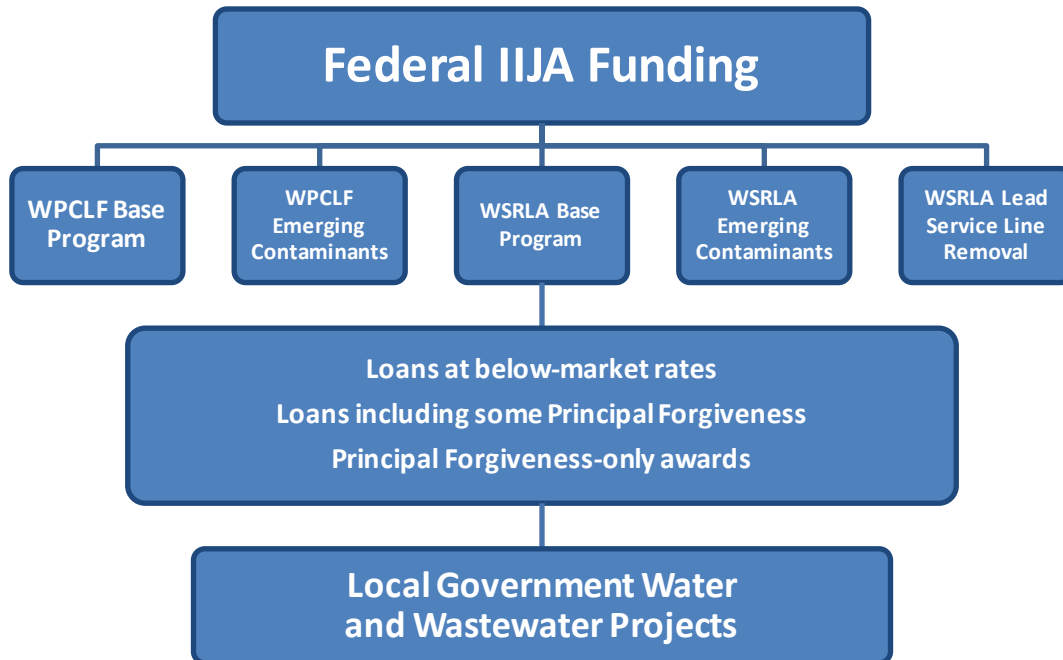 Federal IIJA Funding
WPCLF Base
Program
WPCLF
Emerging
Contaminants
WSRLA Base
Program
WSRLA
Emerging
Contaminants
WSRLA Lead
Service Line
Removal
Loans at below-market rates
Loans including some Principal Forgiveness
Principal Forgiveness-only awards
Local Government Water
and Wastewater Projects